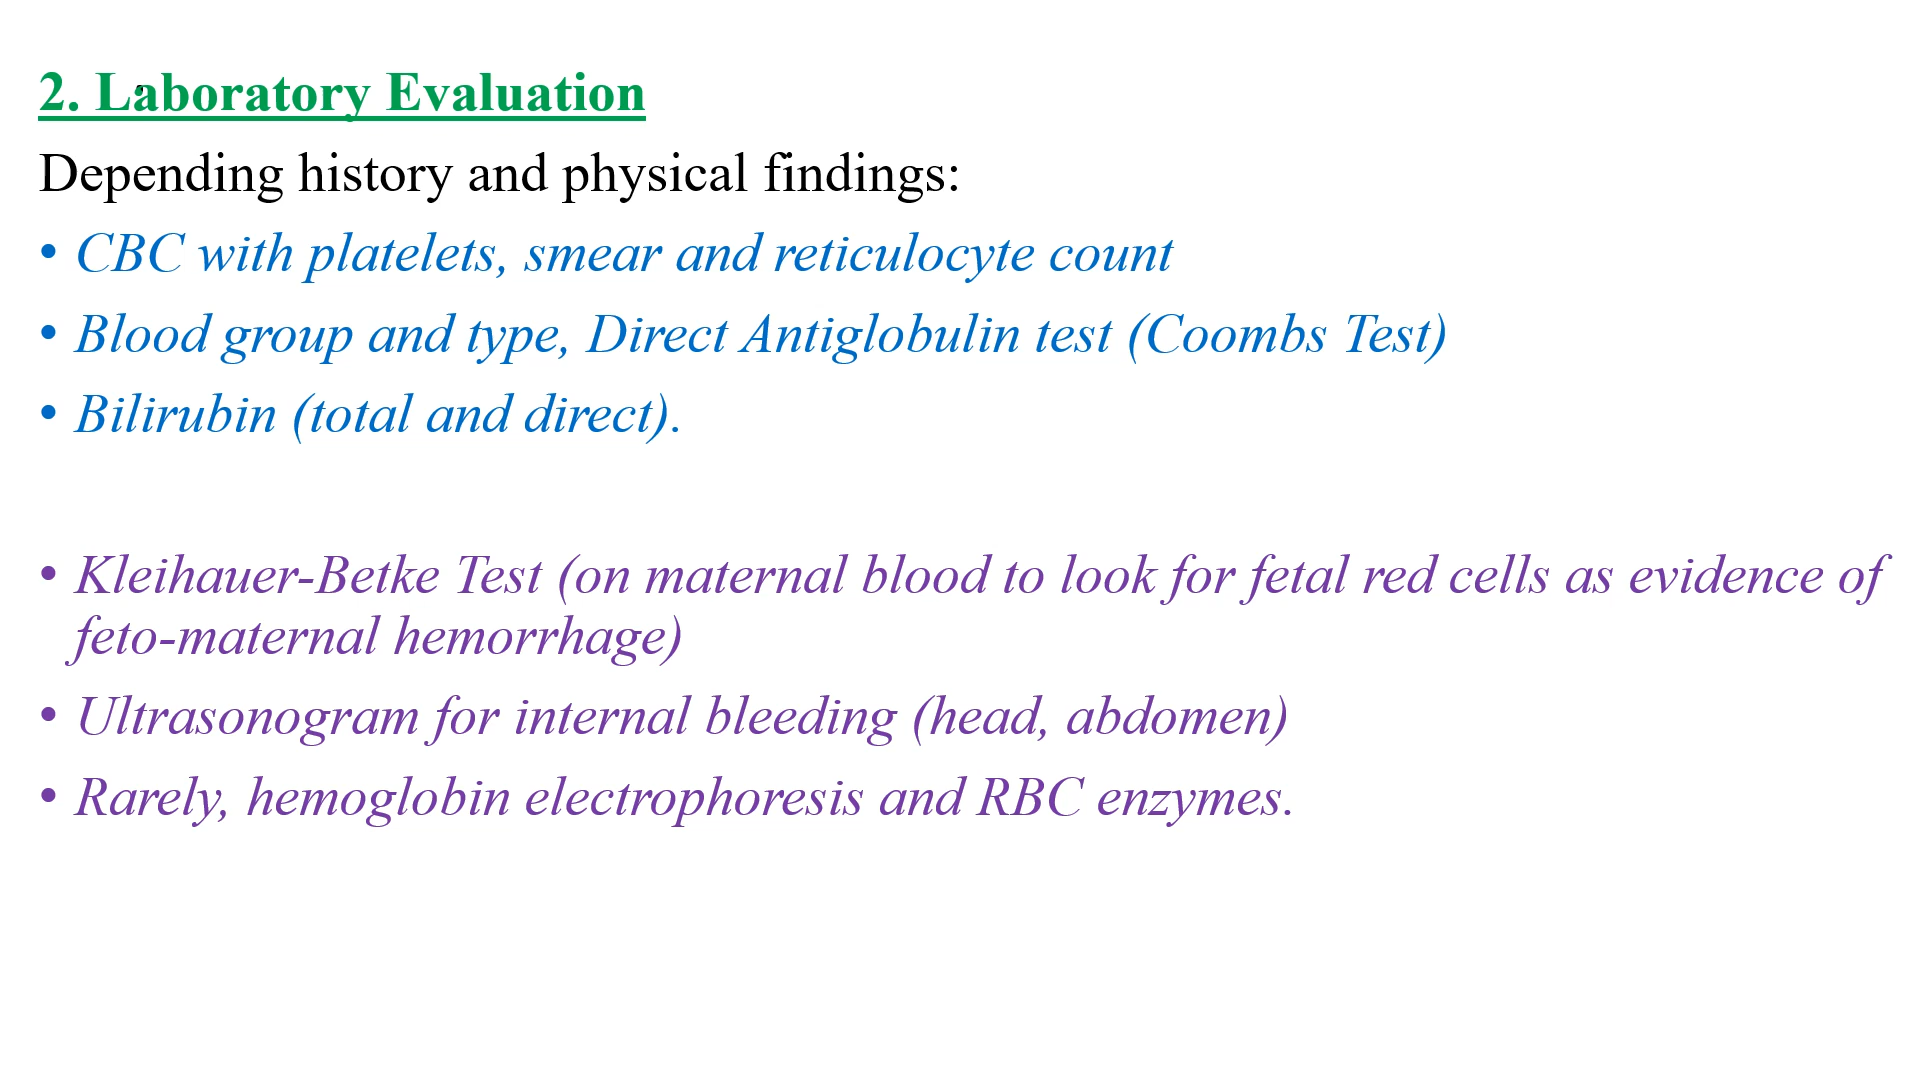 2. Laboratory Evaluation
Depending history and physical findings:
• CBC with platelets, smear and reticulocyte count
• Blood group and type, Direct Antiglobulin test (Coombs Test)
• Bilirubin (total and direct).
• Kleihauer-Betke Test (on maternal blood to look for fetal red cells as evidence of
feto-maternal hemorrhage)
• Ultrasonogram for internal bleeding (head, abdomen)
• Rarely, hemoglobin electrophoresis and RBC enzymes.